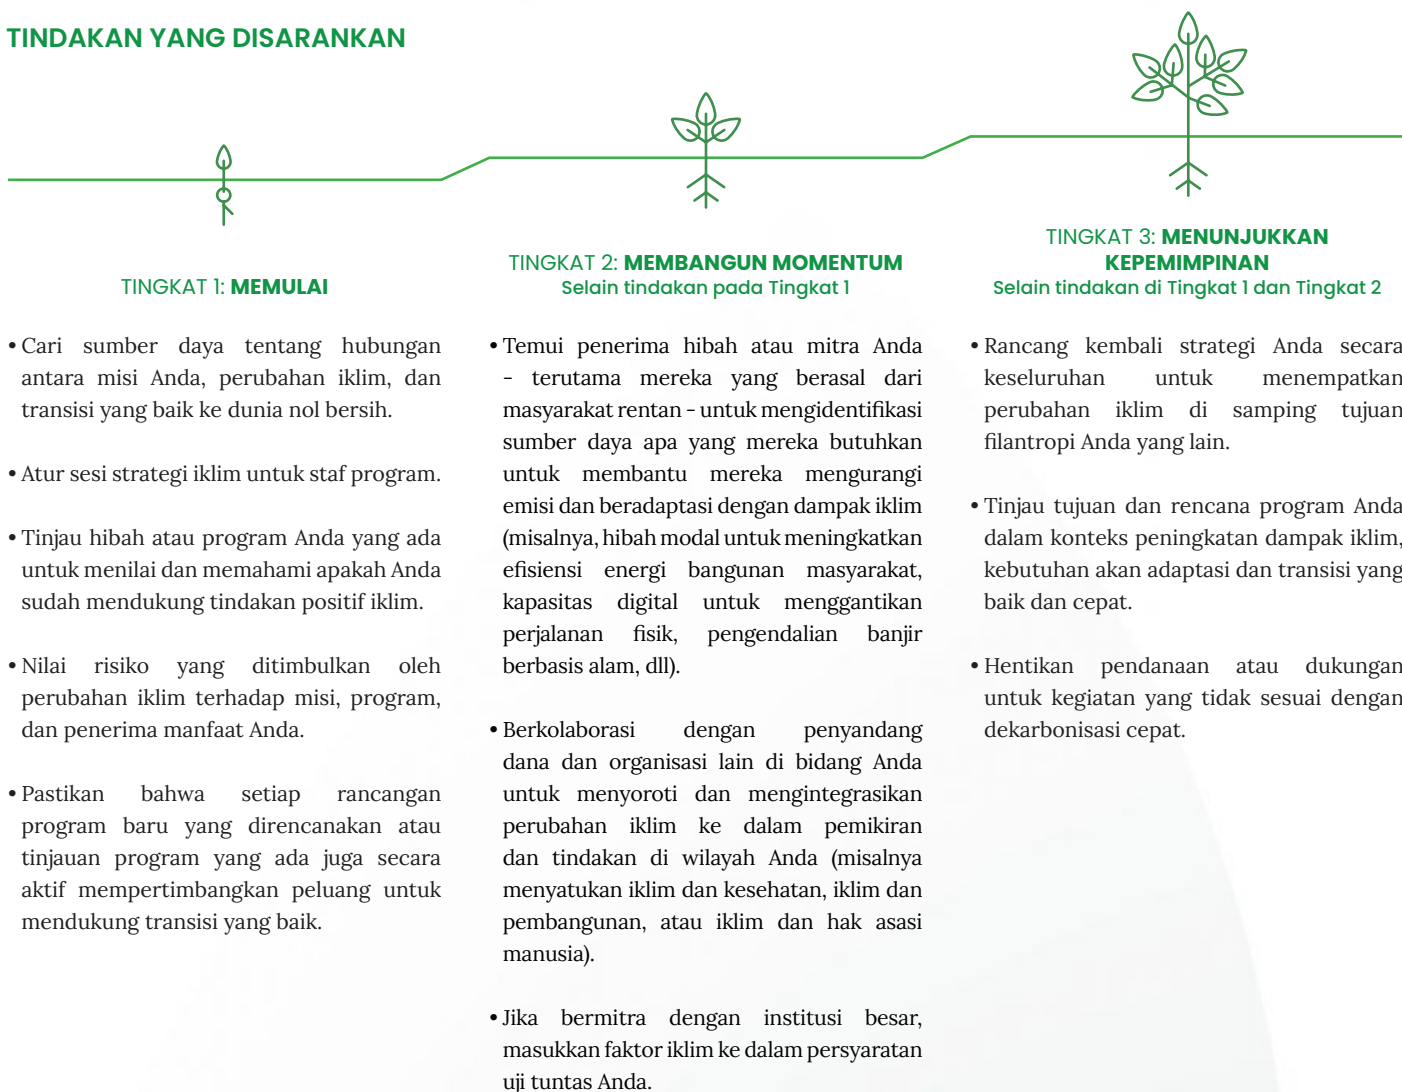 TINDAKAN YANG DISARANKAN
TINGKAT 1: MEMULAI
• Cari sumber daya tentang hubungan
antara misi Anda, perubahan iklim, dan
transisi yang baik ke dunia nol bersih.
• Atur sesi strategi iklim untuk staf program.
• Tinjau hibah atau program Anda yang ada
untuk menilai dan memahami apakah Anda
sudah mendukung tindakan positif iklim.
• Nilai risiko yang ditimbulkan oleh
perubahan iklim terhadap misi, program,
dan penerima manfaat Anda.
• Pastikan bahwa setiap rancangan
program baru yang direncanakan atau
tinjauan program yang ada juga secara
aktif mempertimbangkan peluang untuk
mendukung transisi yang baik.
TINGKAT 2: MEMBANGUN MOMENTUM
Selain tindakan pada Tingkat 1
• Temui penerima hibah atau mitra Anda
- terutama mereka yang berasal dari
masyarakat rentan - untuk mengidentifikasi
sumber daya apa yang mereka butuhkan
untuk membantu mereka mengurangi
emisi dan beradaptasi dengan dampak iklim
(misalnya, hibah modal untuk meningkatkan
efisiensi energi bangunan masyarakat,
kapasitas digital untuk menggantikan
perjalanan fisik, pengendalian banjir
berbasis alam, dll).
• Berkolaborasi dengan penyandang
dana dan organisasi lain di bidang Anda
untuk menyoroti dan mengintegrasikan
perubahan iklim ke dalam pemikiran
dan tindakan di wilayah Anda (misalnya
menyatukan iklim dan kesehatan, iklim dan
pembangunan, atau iklim dan hak asasi
manusia).
• Jika bermitra dengan institusi besar,
masukkan faktor iklim ke dalam persyaratan
uji tuntas Anda.
TINGKAT 3: MENUNJUKKAN
KEPEMIMPINAN
Selain tindakan di Tingkat 1 dan Tingkat 2
• Rancang kembali strategi Anda secara
keseluruhan untuk menempatkan
perubahan iklim di samping tujuan
filantropi Anda yang lain.
• Tinjau tujuan dan rencana program Anda
dalam konteks peningkatan dampak iklim,
kebutuhan akan adaptasi dan transisi yang
baik dan cepat.
• Hentikan pendanaan atau dukungan
untuk kegiatan yang tidak sesuai dengan
dekarbonisasi cepat.